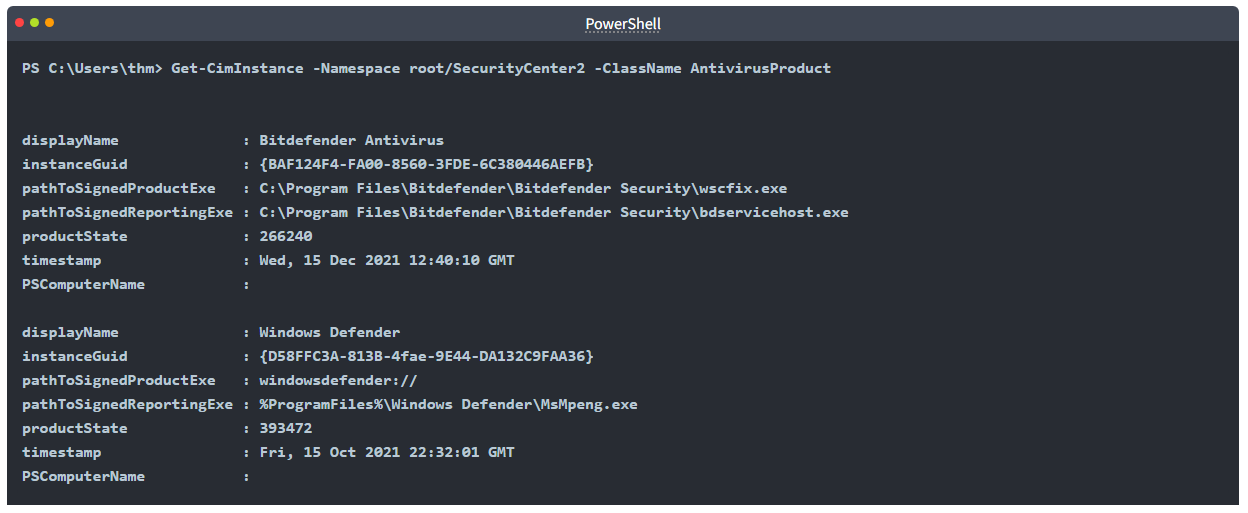 PowerShell
PS C:\Users\thm> Get-CimInstance -Namespace root/SecurityCenter2 -ClassName AntivirusProduct
displayName : Bitdefender Antivirus
instanceGuid : {BAF124F4-FA00-8560-3FDE-6C380446AEFB}
pathToSignedProductExe : C:\Program Files\Bitdefender\Bitdefender Security\wscfix.exe
pathToSignedReportingExe : C:\Program Files\Bitdefender\Bitdefender Security\bdservicehost.exe
productState : 266240
timestamp : Wed, 15 Dec 2021 12:40:10 GMT
PSComputerName :
displayName : Windows Defender
instanceGuid : {D58FFC3A-813B-4fae-9E44-DA132C9FAA36}
pathToSignedProductExe : windowsdefender://
pathToSignedReportingExe : %ProgramFiles%\Windows Defender\MsMpeng.exe
productState : 393472
timestamp : Fri, 15 Oct 2021 22:32:01 GMT
PSComputerName :